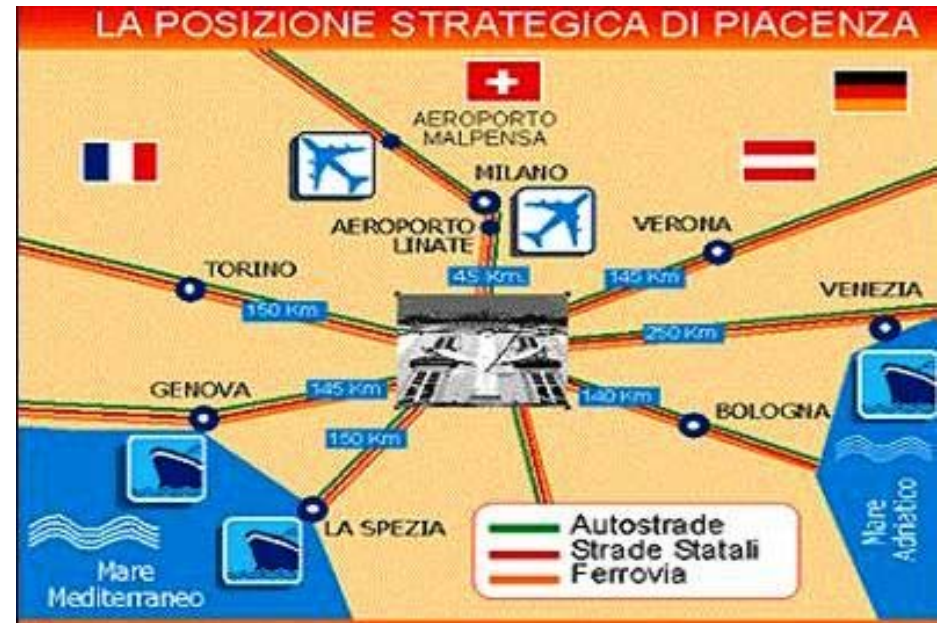 LA POSIZIONE STRATEGICA DI PIACENZA
AEROPORTO
MALPENSA
MILANO
AEROPORTO
LINATE
VERONA
TORINO
45 Km.
145 Km
VENEZIA
150 Km
250 Km
GENOVA
145 Km
140 Km
BOLOGNA
150 Km
LA SPEZIA
Autostrade
Strade Statali
Ferrovia
Mare
Adriatico
Mare
Mediterraneo